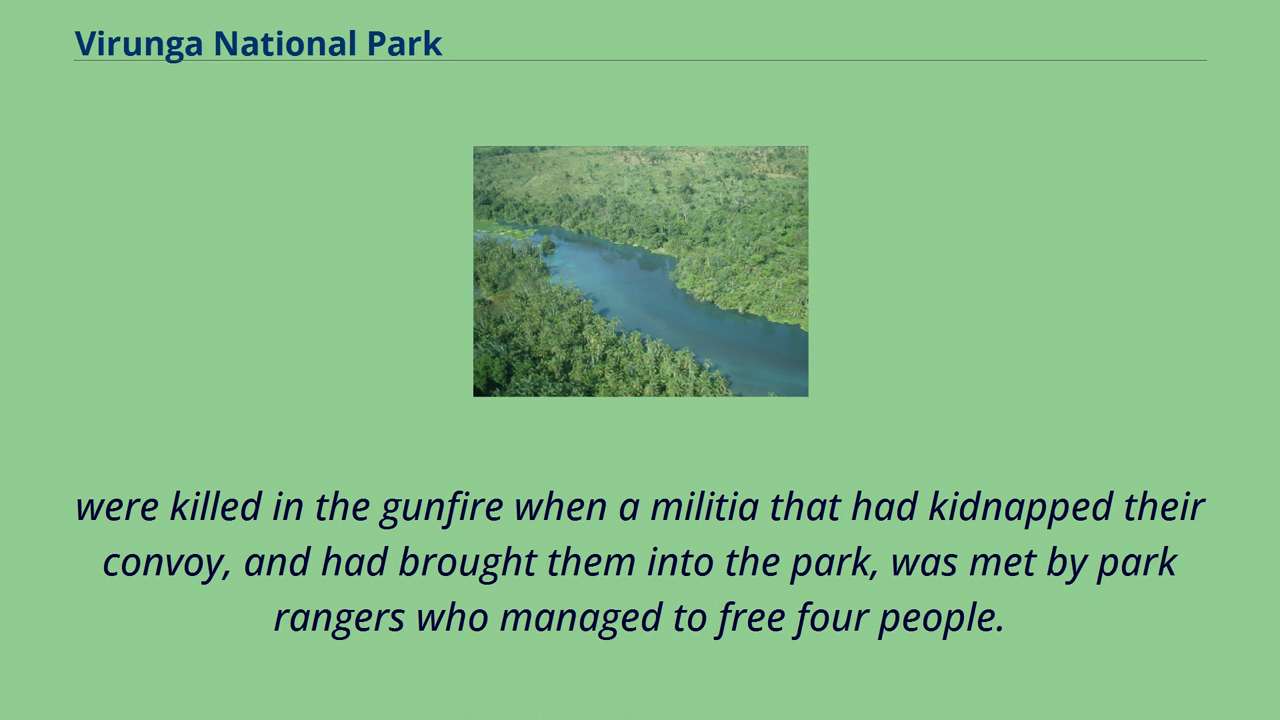 Virunga National Park
were killed in the gunfire when a militia that had kidnapped their
convoy, and had brought them into the park, was met by park
rangers who managed to free four people.